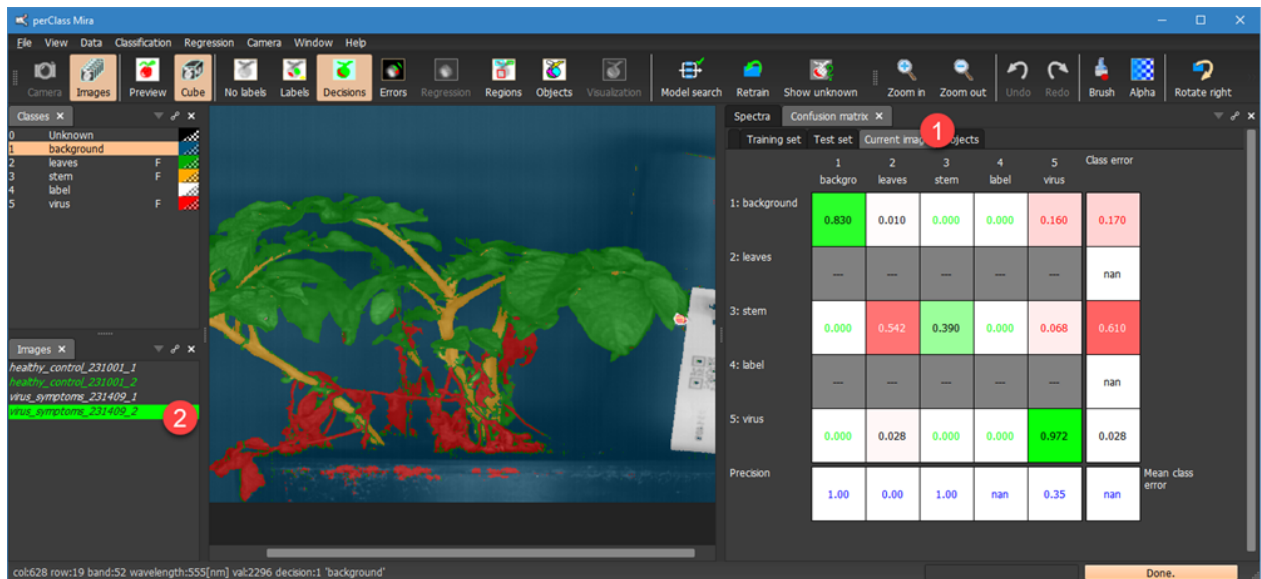 perClass Mira
File View Data Classification Regression Camera Window Help
Camera Images Preview Cube No labels Labels Decisions Errors Regression Regions Objects Visualization Model search Retrain Show unknown Zoom in Zoom out Undo Redo Brush Alpha Rotate right
Classes
0 Unknown
1 background
2 leaves F
3 stem F
4 label
5 virus F
Images
healthy_control_231001_1
healthy_control_231001_2
virus_symptoms_231409_1
virus_symptoms_231409_2
2
Spectra Confusion matrix
1
Training set Test set Current
1 2 3 4 5 Class error
backgro leaves stem label virus
1: background 0.830 0.010 0.000 0.000 0.160 0.170
2: leaves --- --- --- --- --- nan
3: stem 0.000 0.542 0.390 0.000 0.068 0.610
4: label --- --- --- --- --- nan
5: virus 0.000 0.028 0.000 0.000 0.972 0.028
Precision 1.00 0.00 1.00 nan 0.35 nan Mean class
error
col:628 row:19 band:52 wavelength:555[nm] val:2296 decision:1 'background'
Done.